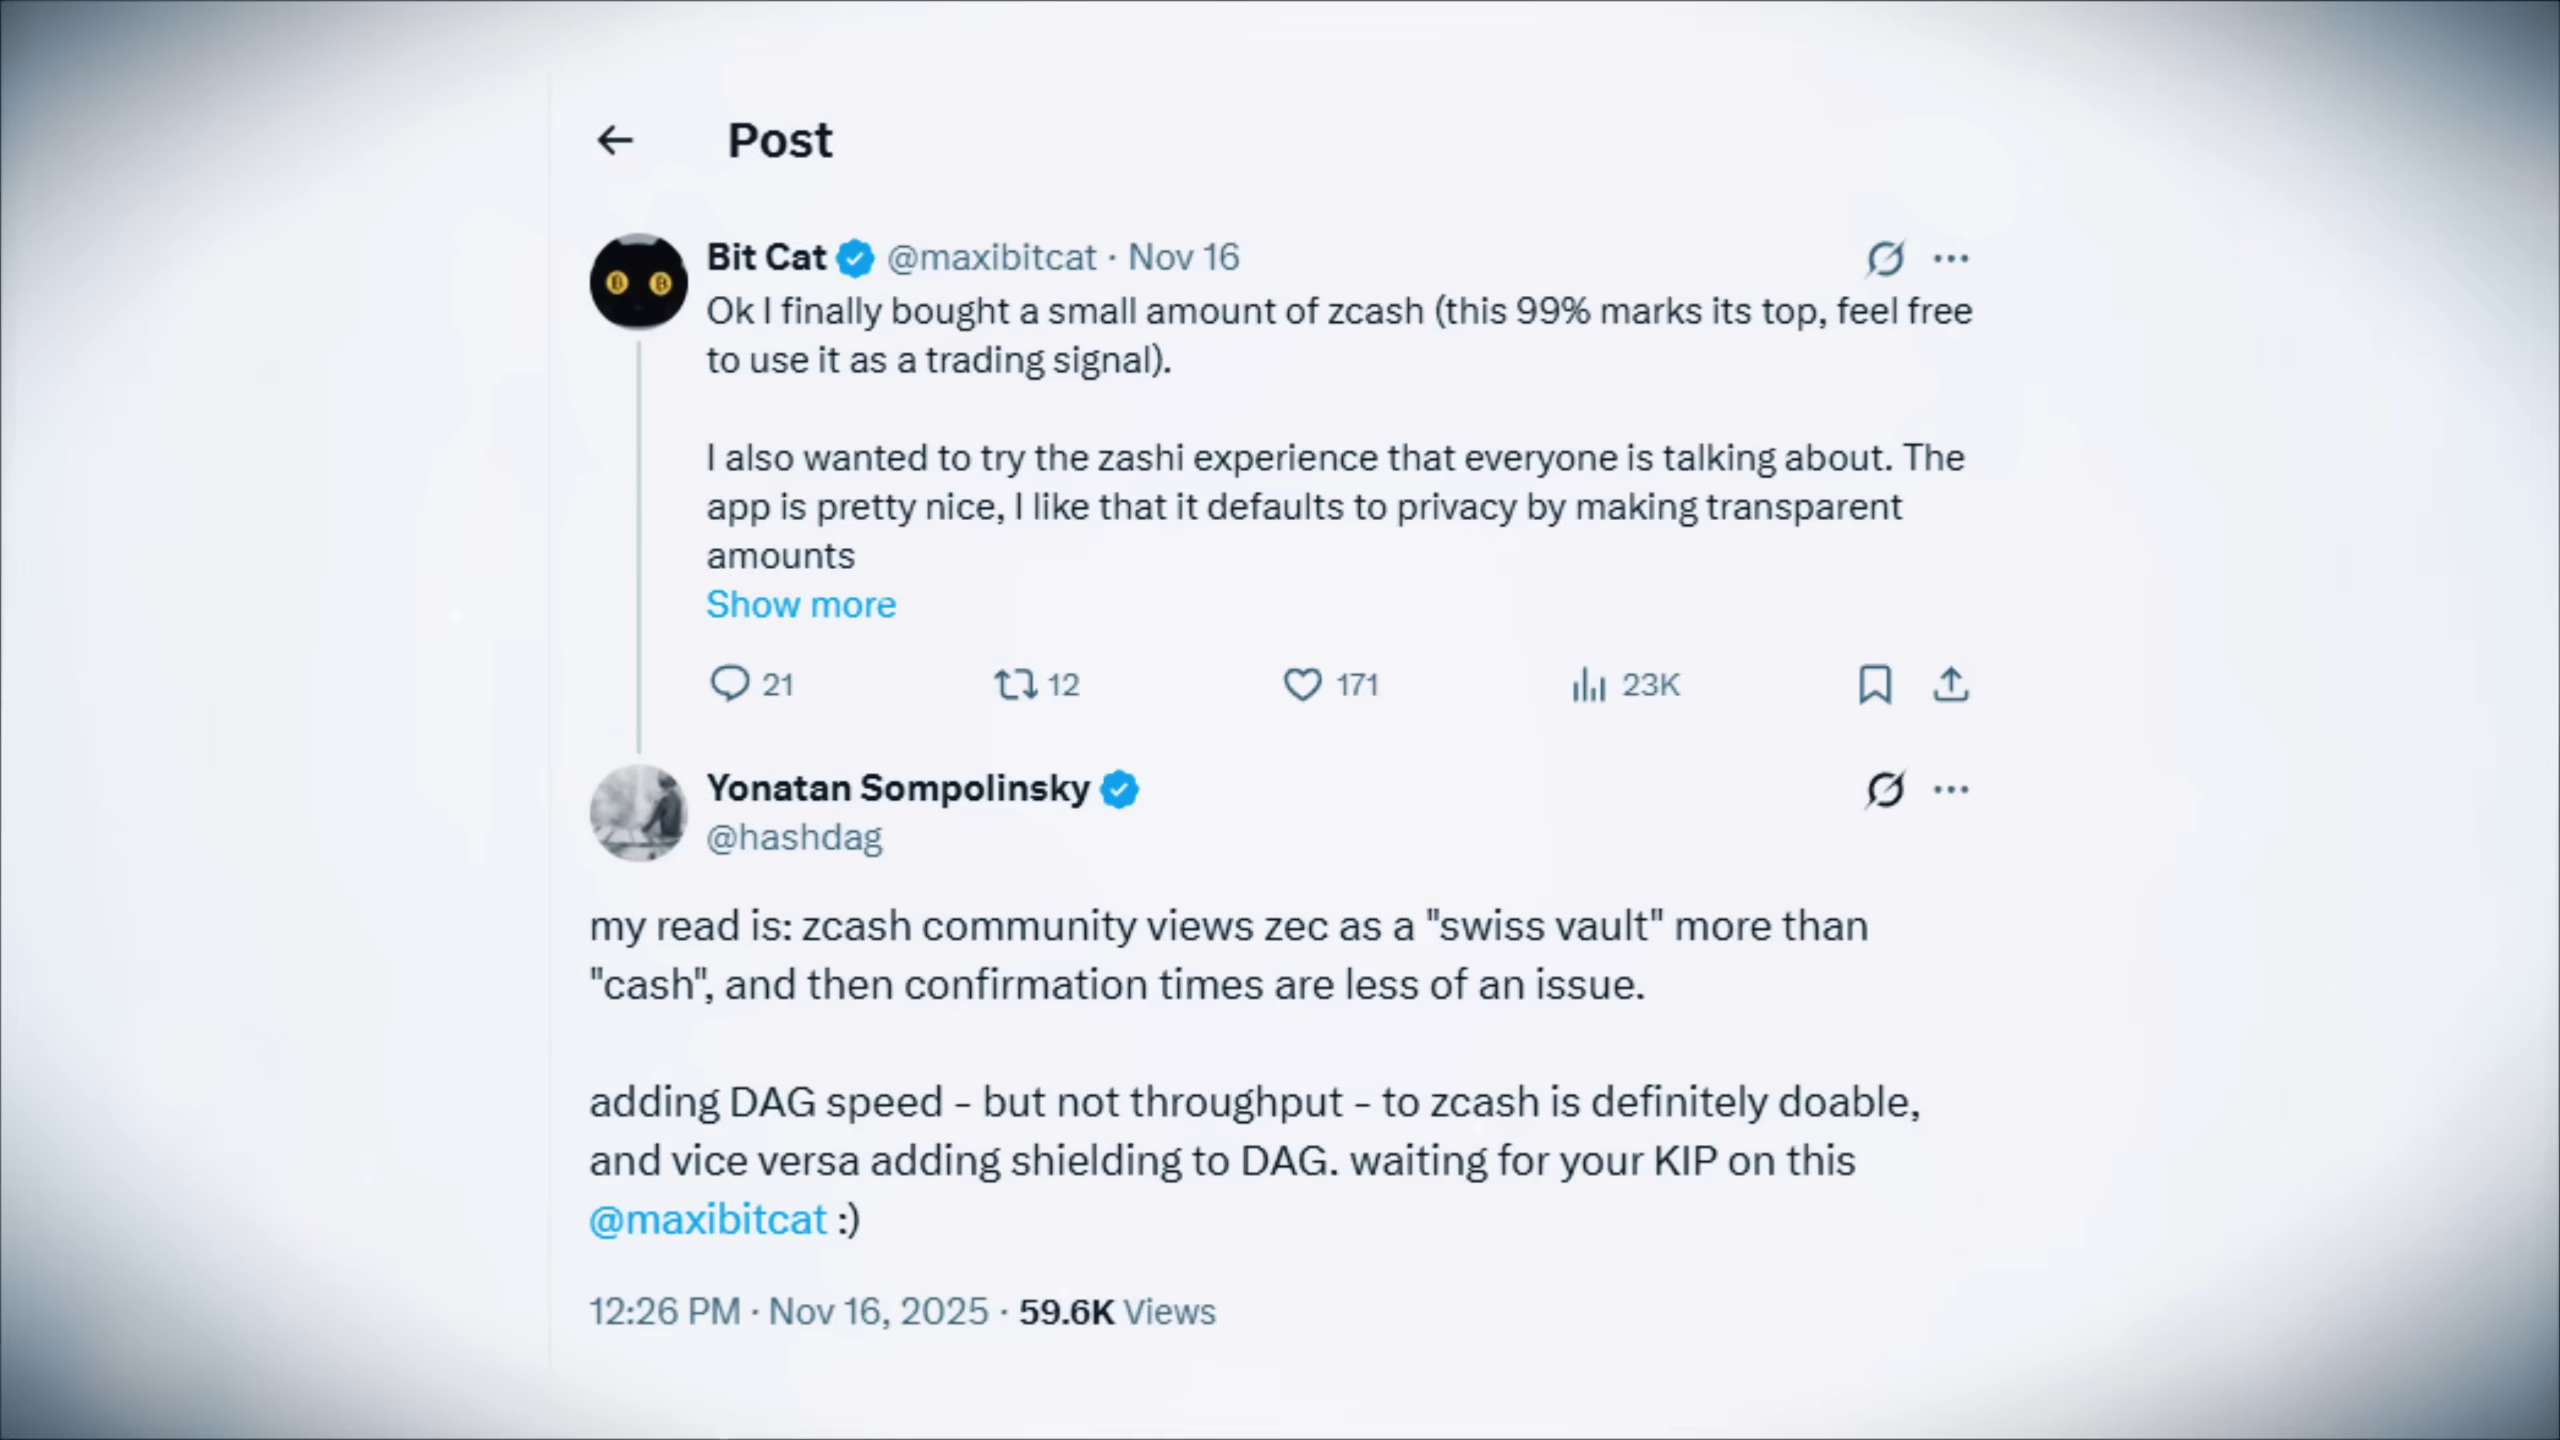 Post
Bit Cat @maxibitcat · Nov 16
Ok I finally bought a small amount of zcash (this 99% marks its top, feel free
to use it as a trading signal).
I also wanted to try the zashi experience that everyone is talking about. The
app is pretty nice, I like that it defaults to privacy by making transparent
amounts
Show more
21 12 171 23K
Yonatan Sompolinsky
@hashdag
my read is: zcash community views zec as a "swiss vault" more than
"cash", and then confirmation times are less of an issue.
adding DAG speed - but not throughput - to zcash is definitely doable,
and vice versa adding shielding to DAG. waiting for your KIP on this
@maxibitcat :)
12:26 PM · Nov 16, 2025 · 59.6K Views